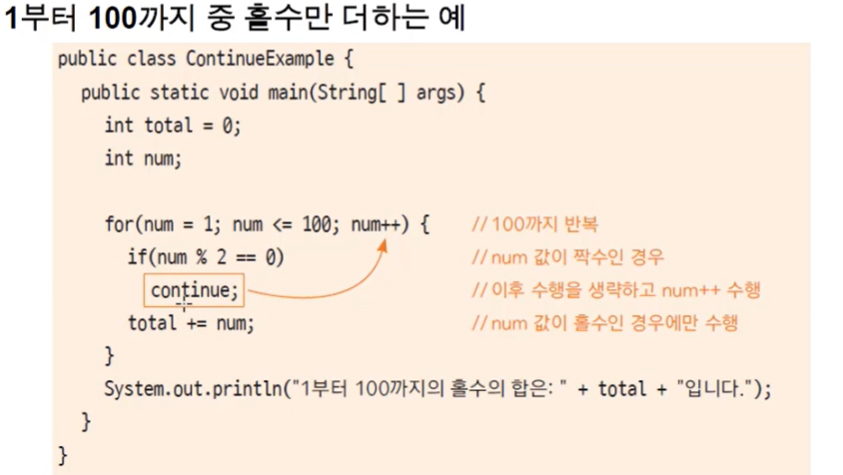 1부터 100까지 중 홀수만 더하는 예
public class ContinueExample {
public static void main(String[ ] args) {
int total = 0;
int num;
for(num = 1; num <= 100; num++) { //100까지 반복
if(num % 2 == 0) //num 값이 짝수인 경우
continue; //이후 수행을 생략하고 num++ 수행
total += num; //num 값이 홀수인 경우에만 수행
}
System.out.println("1부터 100까지의 홀수의 합은: " + total + "입니다.");
}
}